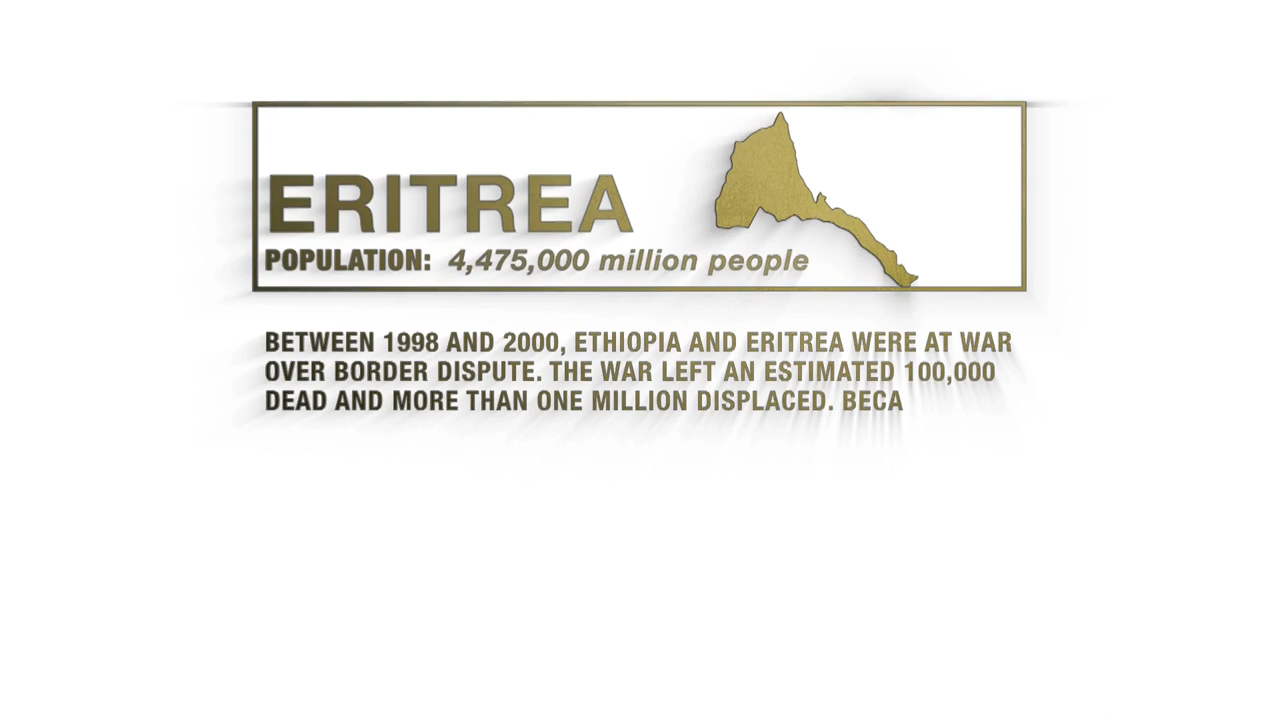 ERITREA
POPULATION: 4,475,000 million people
BETWEEN 1998 AND 2000, ETHIOPIA AND ERITREA WERE AT WAR
OVER BORDER DISPUTE. THE WAR LEFT AN ESTIMATED 100,000
DEAD AND MORE THAN ONE MILLION DISPLACED. BECA